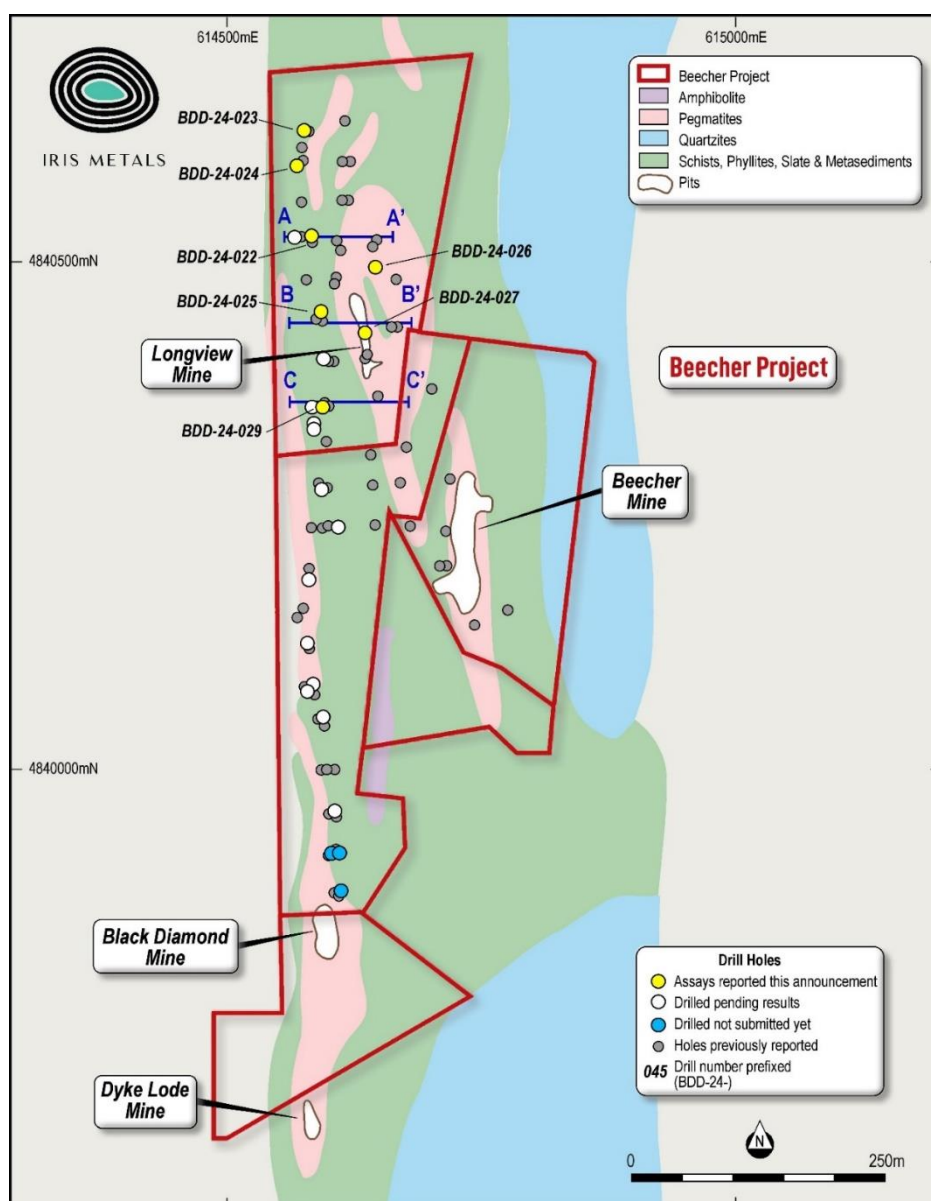 614500mE
615000mE
IRIS METALS
Beecher Project
Amphibolite
Pegmatites
Quartzites
Schists, Phyllites, Slate & Metasediments
Pits
BDD-24-023
BDD-24-024
A
A'
BDD-24-022
BDD-24-026
4840500mN
BDD-24-025
B
B'
BDD-24-027
Longview
Mine
Beecher Project
C
C'
BDD-24-029
Beecher
Mine
4840000mN
Black Diamond
Mine
Drill Holes
Assays reported this announcement
Drilled pending results
Drilled not submitted yet
Holes previously reported
045 Drill number prefixed
(BDD-24-)
Dyke Lode
Mine
N
0
250m